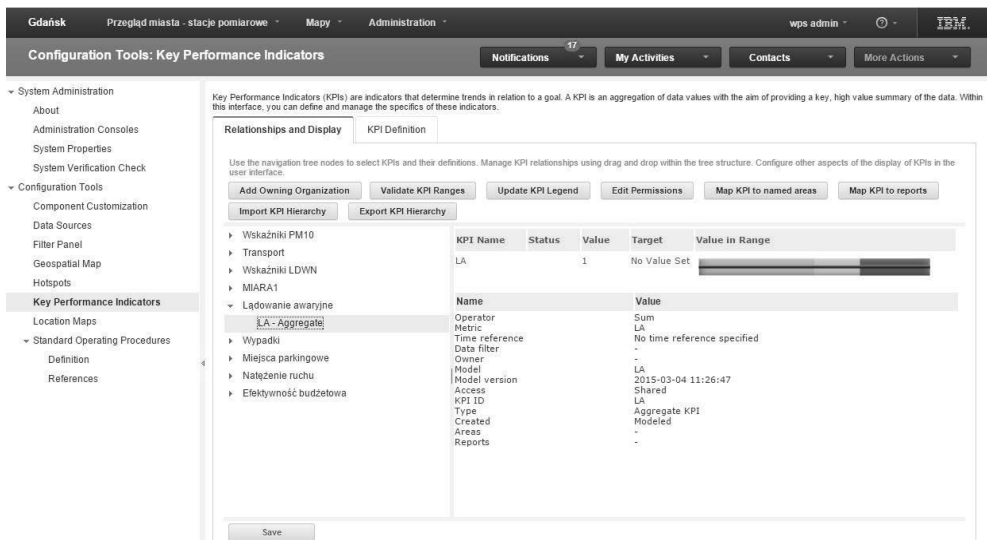 Gdańsk Przegląd miasta - stacje pomiarowe Mapy Administration wps admin IBM.
Configuration Tools: Key Performance Indicators Notifications 17 My Activities Contacts More Actions
System Administration
About
Administration Consoles
System Properties
System Verification Check
Configuration Tools
Component Customization
Data Sources
Filter Panel
Geospatial Map
Hotspots
Key Performance Indicators
Location Maps
Standard Operating Procedures
Definition
References
Key Performance Indicators (KPIs) are indicators that determine trends in relation to a goal. A KPI is an aggregation of data values with the aim of providing a key, high value summary of the data. Within
this interface, you can define and manage the specifics of these indicators.
Relationships and Display KPI Definition
Use the navigation tree nodes to select KPIs and their definitions. Manage KPI relationships using drag and drop within the tree structure. Configure other aspects of the display of KPIs in the
user interface.
Add Owning Organization Validate KPI Ranges Update KPI Legend Edit Permissions Map KPI to named areas Map KPI to reports
Import KPI Hierarchy Export KPI Hierarchy
Wskaźniki PM10
Transport
Wskaźniki LDWN
MIARA1
Lądowanie awaryjne
LA - Aggregate
Wypadki
Miejsca parkingowe
Natężenie ruchu
Efektywność budżetowa
KPI Name Status Value Target Value in Range
LA 1 No Value Set
Name Value
Operator Sum
Metric LA
Time reference No time reference specified
Data filter -
Owner -
Model LA
Model version 2015-03-04 11:26:47
Access Shared
KPI ID LA
Type Aggregate KPI
Created Modeled
Areas -
Reports -
Save